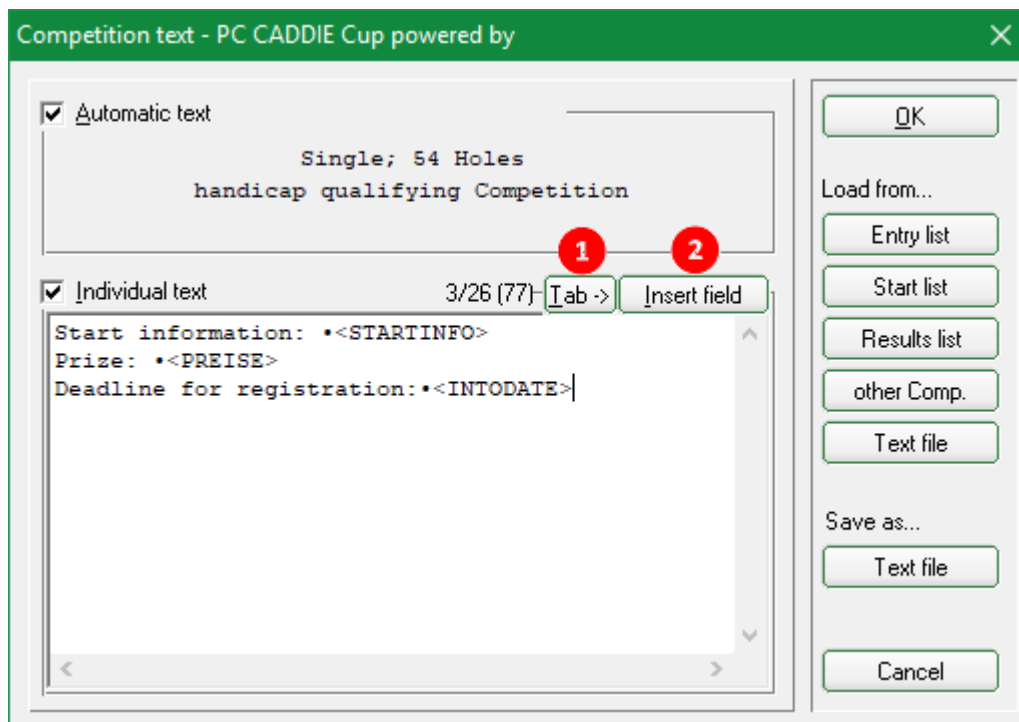 Competition text - PC CADDIE Cup powered by
Automatic text
Single; 54 Holes
handicap qualifying Competition
1
2
Individual text 3/26 (77) Tab -> Insert field
Start information: •<STARTINFO>
Prize: •<PREISE>
Deadline for registration:•<INTODATE>
OK
Load from...
Entry list
Start list
Results list
other Comp.
Text file
Save as...
Text file
Cancel